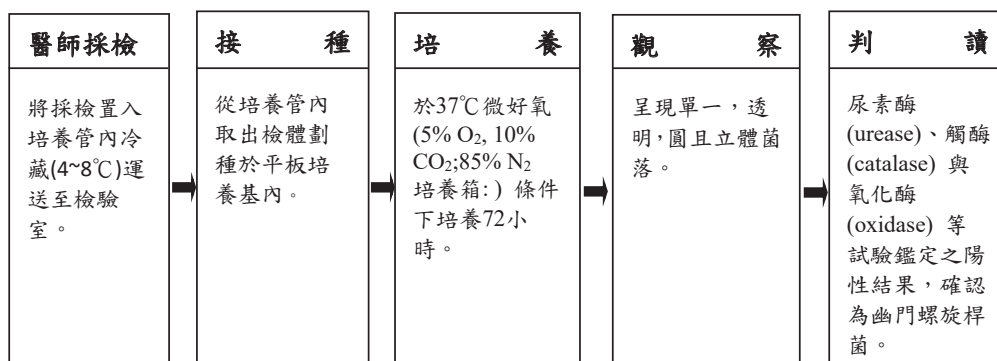 醫師採檢
將採檢置入
培養管內冷
藏(4~8℃)運
送至檢驗
室。
接 種
從培養管內
取出檢體劃
種於平板培
養基內。
培 養
於37℃微好氧
(5% O₂, 10%
CO₂;85% N₂
培養箱:) 條件
下培養72小
時。
觀 察
呈現單一，透
明，圓且立體菌
落。
判 讀
尿素酶
(urease)、觸酶
(catalase) 與
氧化酶
(oxidase) 等
試驗鑑定之陽
性結果，確認
為幽門螺旋桿
菌。